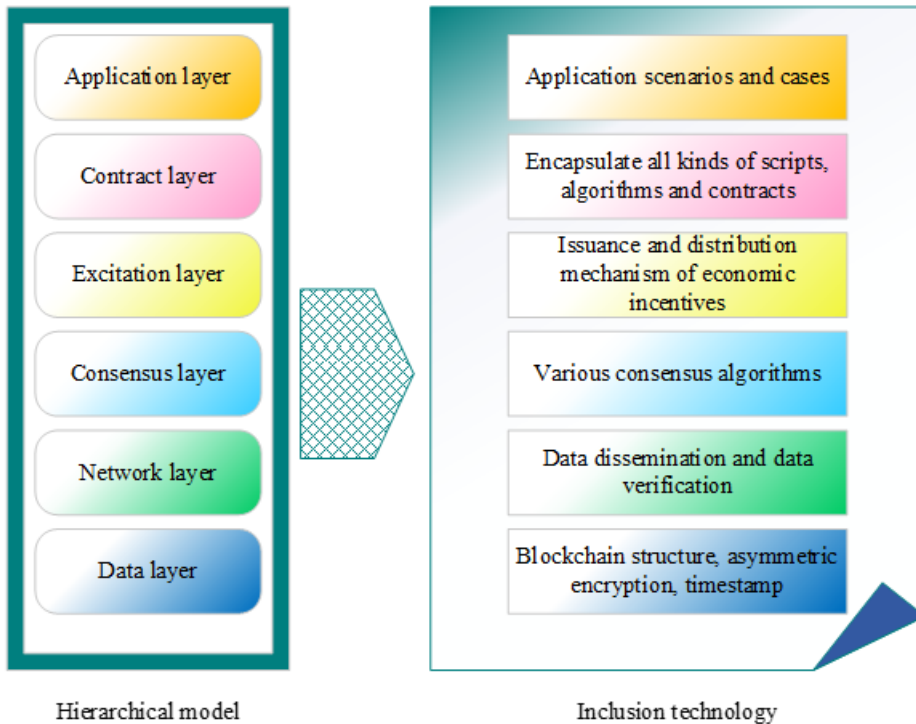 Application layer
Contract layer
Excitation layer
Consensus layer
Network layer
Data layer
Hierarchical model
Application scenarios and cases
Encapsulate all kinds of scripts,
algorithms and contracts
Issuance and distribution
mechanism of economic
incentives
Various consensus algorithms
Data dissemination and data
verification
Blockchain structure, asymmetric
encryption, timestamp
Inclusion technology